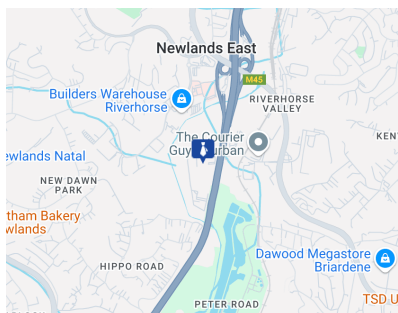 Newlands East
M45
Builders Warehouse
Riverhorse
RIVERHORSE
VALLEY
The Courier
Guy Durban
KEN
ewlands Natal
NEW DAWN
PARK
tham Bakery
wlands
HIPPO ROAD
Dawood Megastore
Briardene
PETER ROAD
TSD U